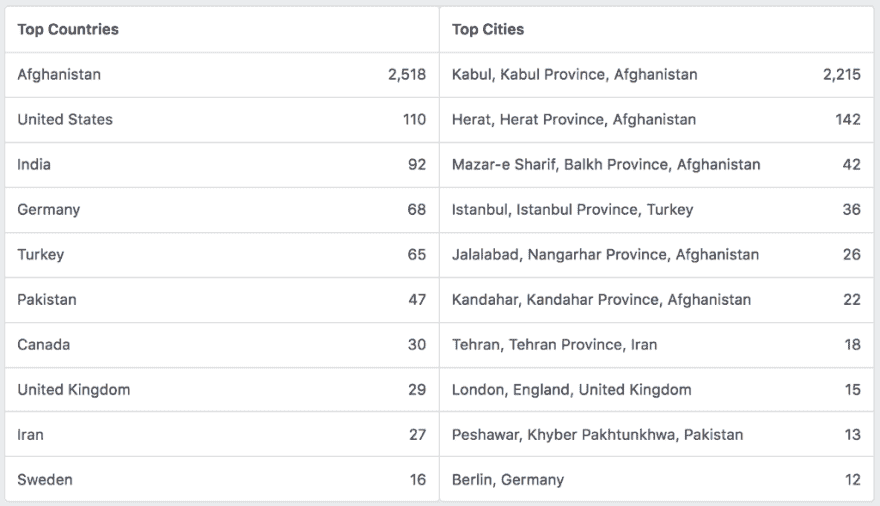 Top Countries Top Cities
Afghanistan 2,518 Kabul, Kabul Province, Afghanistan 2,215
United States 110 Herat, Herat Province, Afghanistan 142
India 92 Mazar-e Sharif, Balkh Province, Afghanistan 42
Germany 68 Istanbul, Istanbul Province, Turkey 36
Turkey 65 Jalalabad, Nangarhar Province, Afghanistan 26
Pakistan 47 Kandahar, Kandahar Province, Afghanistan 22
Canada 30 Tehran, Tehran Province, Iran 18
United Kingdom 29 London, England, United Kingdom 15
Iran 27 Peshawar, Khyber Pakhtunkhwa, Pakistan 13
Sweden 16 Berlin, Germany 12